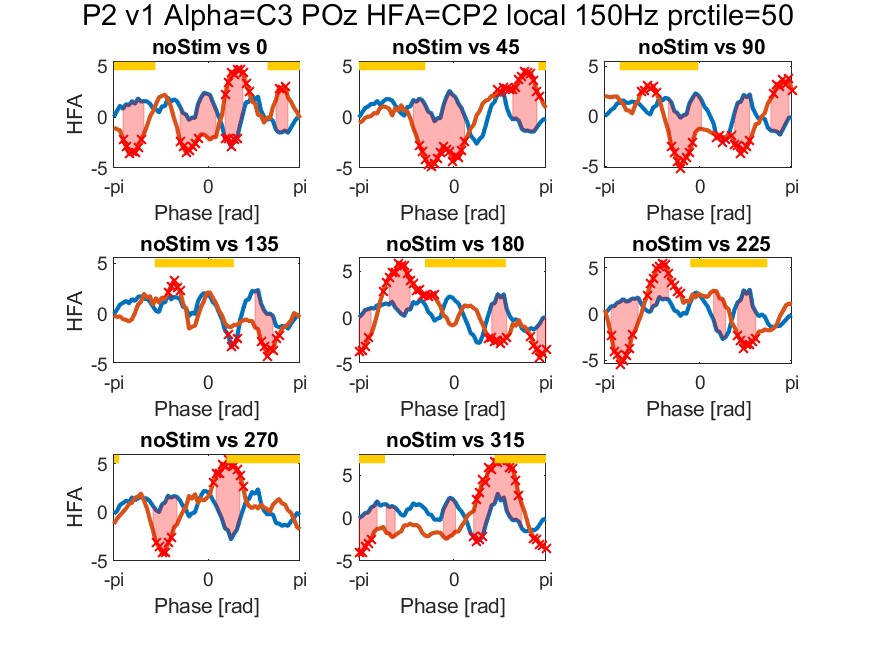 P2 v1 Alpha=C3 POz HFA=CP2 local 150Hz prctile=50
noStim vs 0 noStim vs 45 noStim vs 90
5 5 5
HFA
0 0 0
-5 -5 -5
-pi 0 pi -pi 0 pi -pi 0 pi
Phase [rad] Phase [rad] Phase [rad]
noStim vs 135 noStim vs 180 noStim vs 225
5 5 5
HFA
0 0 0
-5 -5 -5
-pi 0 pi -pi 0 pi -pi 0 pi
Phase [rad] Phase [rad] Phase [rad]
noStim vs 270 noStim vs 315
5 5
HFA
0 0
-5 -5
-pi 0 pi -pi 0 pi
Phase [rad] Phase [rad]